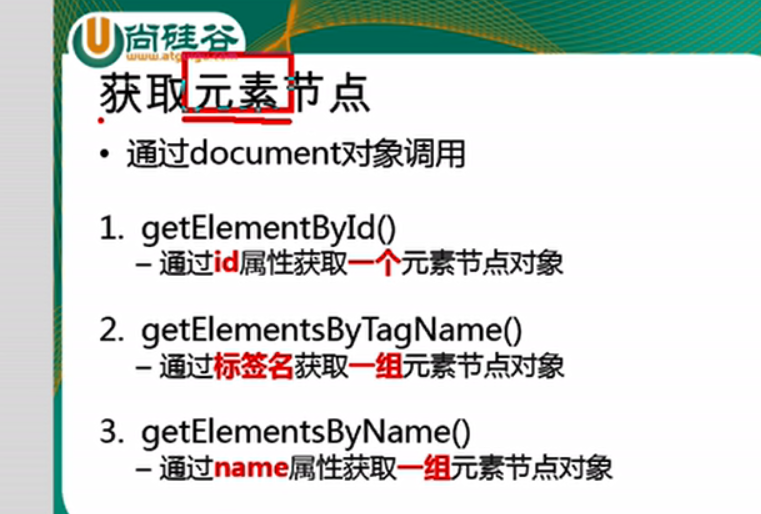 尚硅谷
www.atguigu.com
获取元素节点
• 通过document对象调用
1. getElementById()
– 通过id属性获取一个元素节点对象
2. getElementsByTagName()
– 通过标签名获取一组元素节点对象
3. getElementsByName()
– 通过name属性获取一组元素节点对象